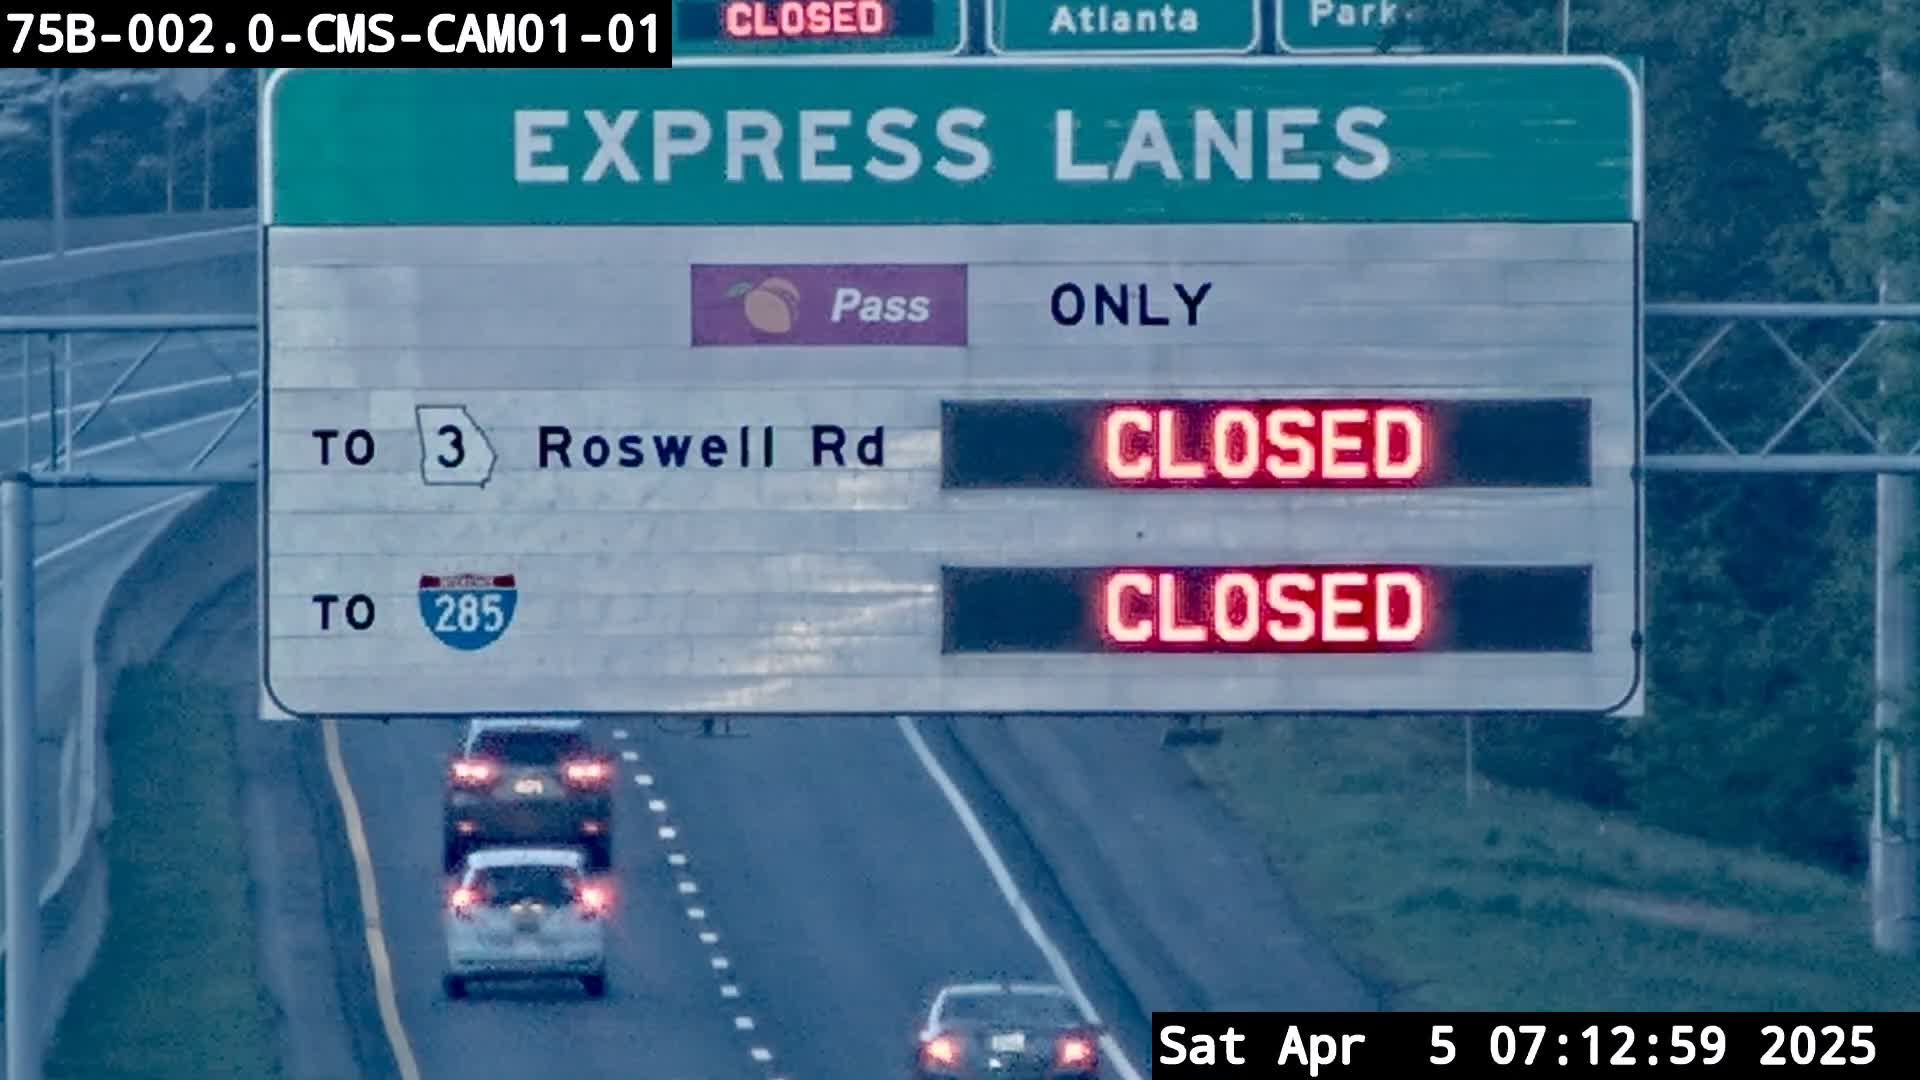 75B-002.0-CMS-CAM01-01
CLOSED
Atlanta
Park
EXPRESS LANES
Pass ONLY
TO 3 Roswell Rd CLOSED
TO 285 CLOSED
Sat Apr 5 07:12:59 2025